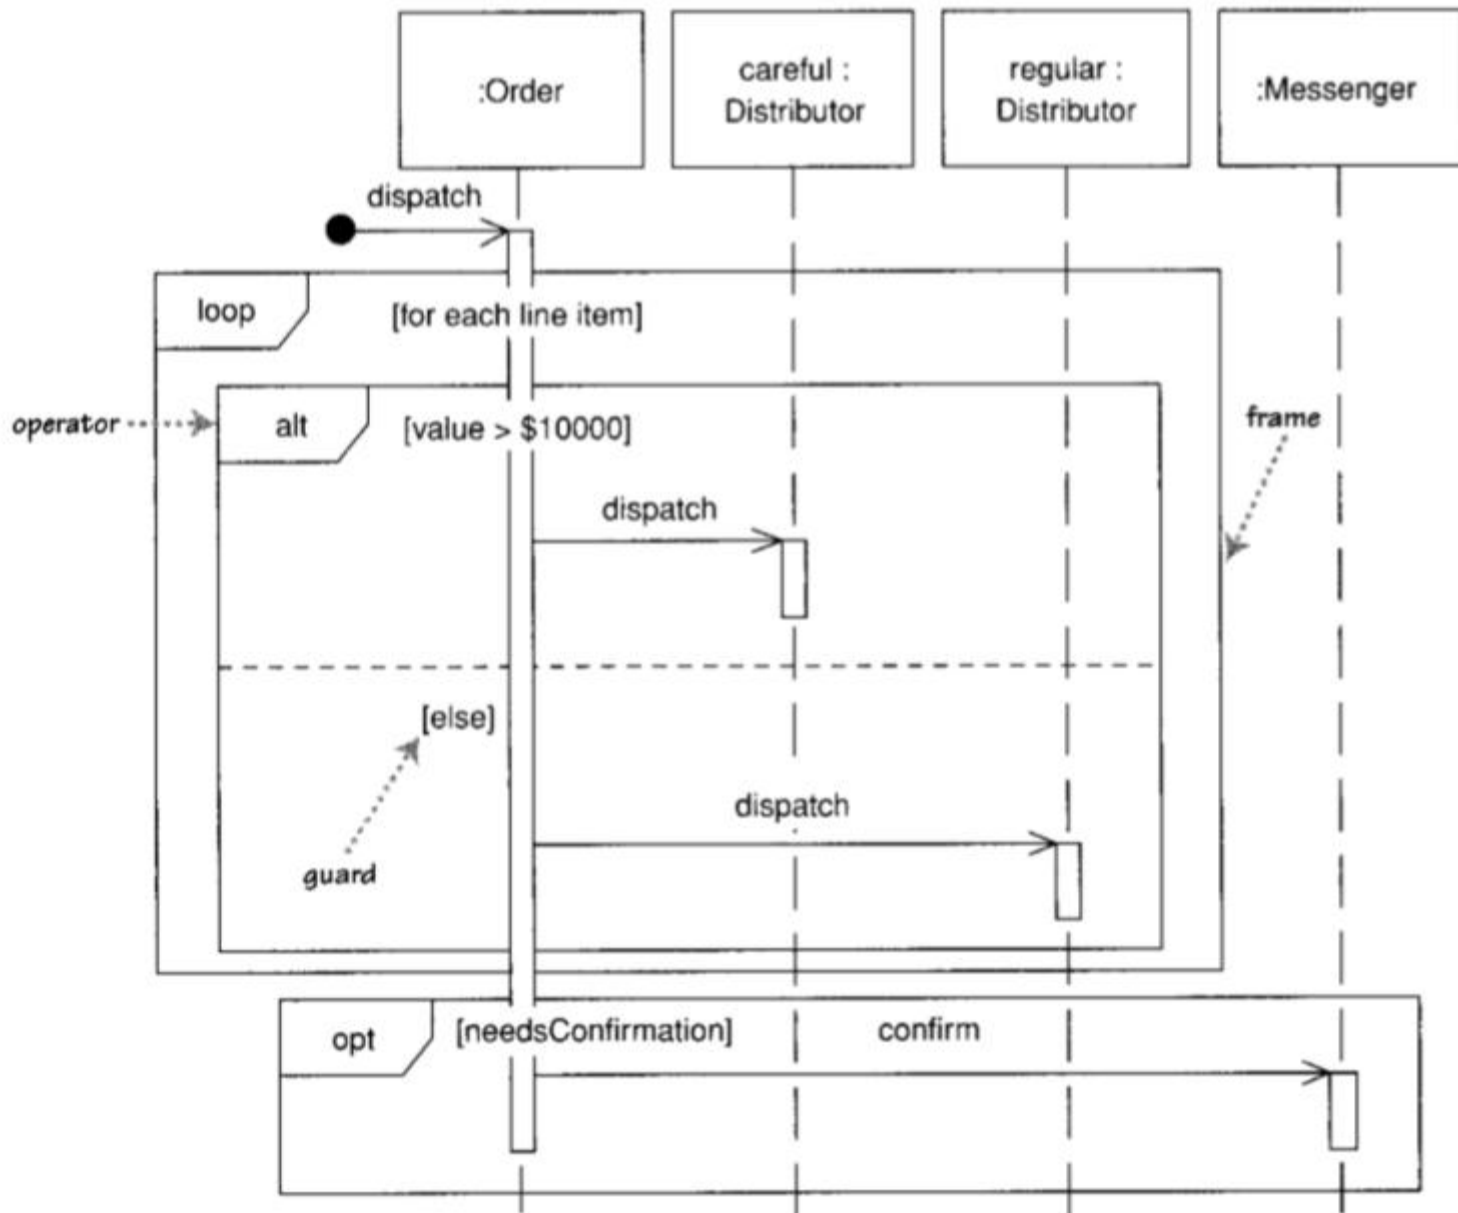 :Order
careful :
Distributor
regular :
Distributor
:Messenger
dispatch
loop
[for each line item]
operator
alt
[value > $10000]
frame
dispatch
[else]
dispatch
guard
opt
[needsConfirmation]
confirm